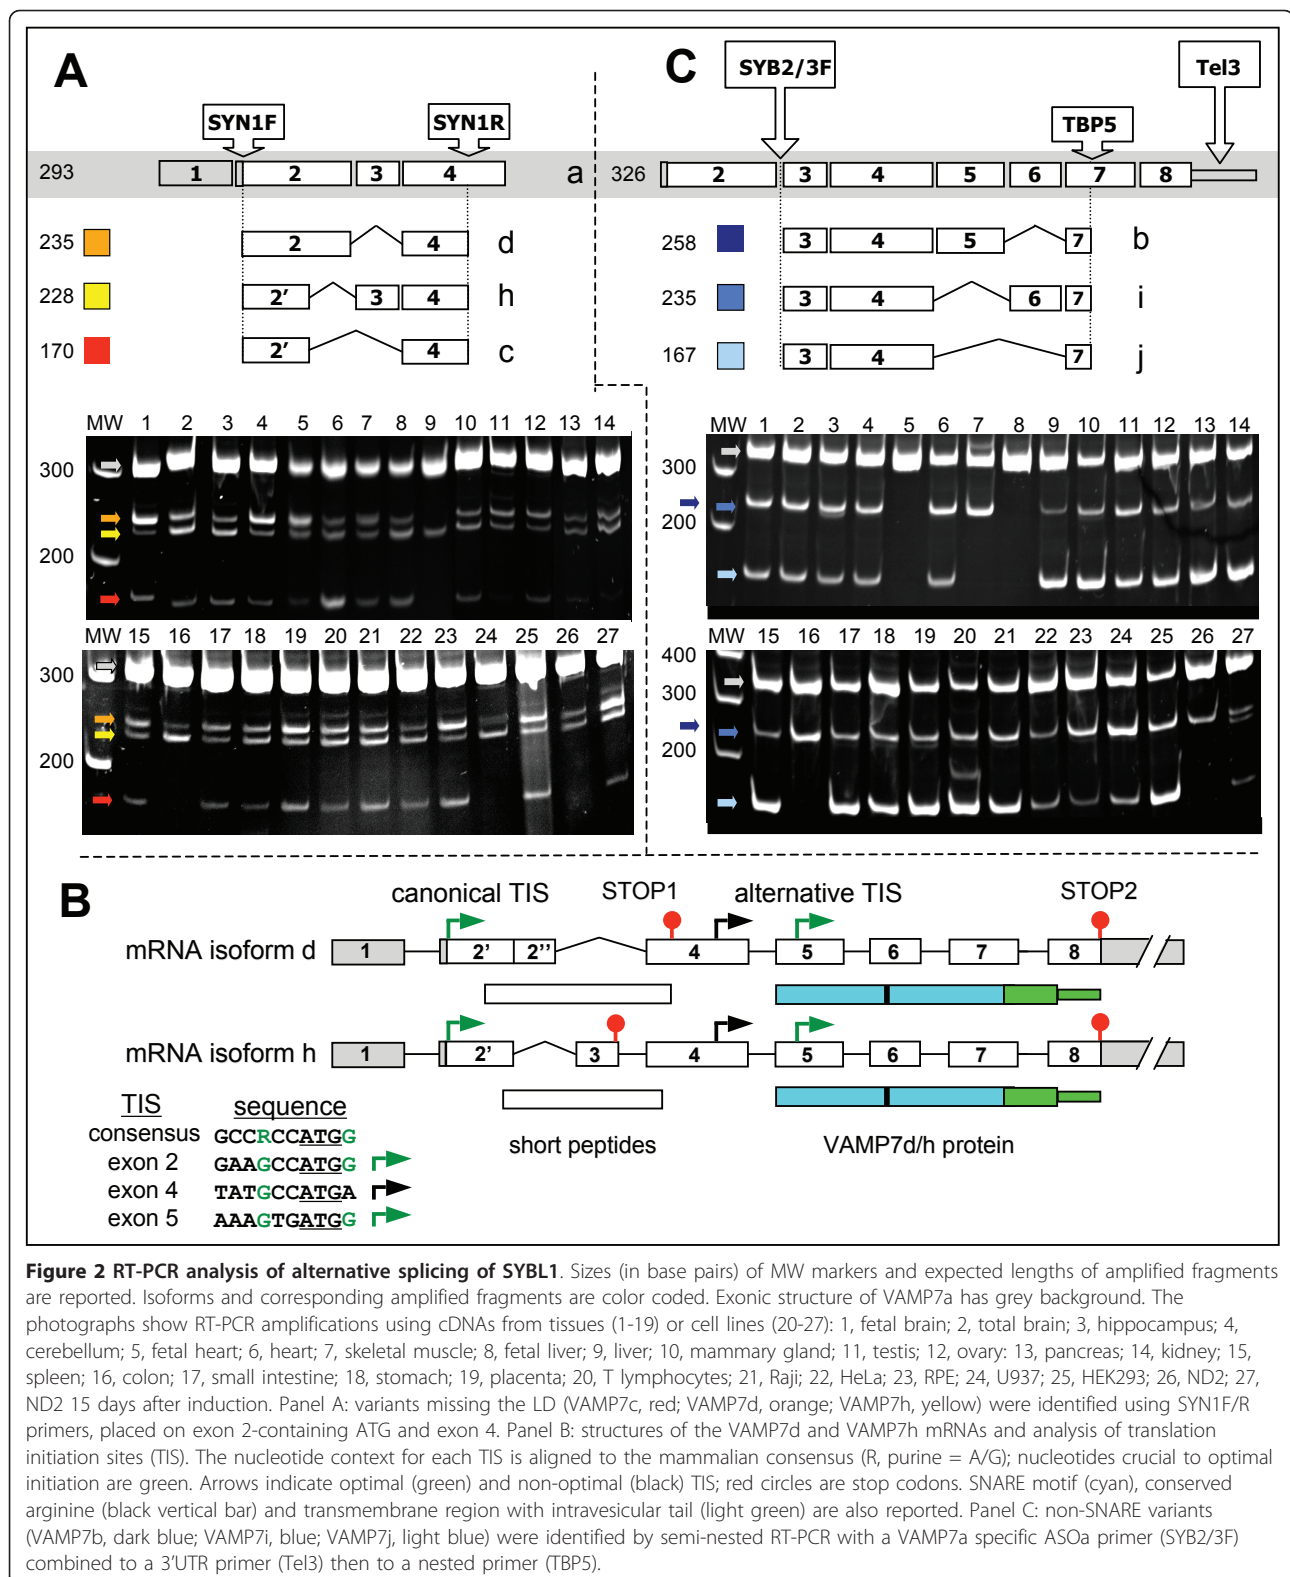 A
SYN1F
SYN1R
293
1
2
3
4
a
235
2
4
d
228
2'
3
4
h
170
2'
4
c
MW 1 2 3 4 5 6 7 8 9 10 11 12 13 14
300
200
MW 15 16 17 18 19 20 21 22 23 24 25 26 27
300
200
C
SYB2/3F
TBP5
Tel3
326
2
3
4
5
6
7
8
258
3
4
5
7
b
235
3
4
6
7
i
167
3
4
7
j
MW 1 2 3 4 5 6 7 8 9 10 11 12 13 14
300
200
MW 15 16 17 18 19 20 21 22 23 24 25 26 27
400
300
200
B
canonical TIS
STOP1
alternative TIS
STOP2
mRNA isoform d
1
2'
2''
4
5
6
7
8
mRNA isoform h
1
2'
3
4
5
6
7
8
short peptides
VAMP7d/h protein
TIS sequence
consensus GCCRCCATGG
exon 2 GAAGCCATGG
exon 4 TATGCCATGA
exon 5 AAAGTGATGG
Figure 2 RT-PCR analysis of alternative splicing of SYBL1. Sizes (in base pairs) of MW markers and expected lengths of amplified fragments
are reported. Isoforms and corresponding amplified fragments are color coded. Exonic structure of VAMP7a has grey background. The
photographs show RT-PCR amplifications using cDNAs from tissues (1-19) or cell lines (20-27): 1, fetal brain; 2, total brain; 3, hippocampus; 4,
cerebellum; 5, fetal heart; 6, heart; 7, skeletal muscle; 8, fetal liver; 9, liver; 10, mammary gland; 11, testis; 12, ovary: 13, pancreas; 14, kidney; 15,
spleen; 16, colon; 17, small intestine; 18, stomach; 19, placenta; 20, T lymphocytes; 21, Raji; 22, HeLa; 23, RPE; 24, U937; 25, HEK293; 26, ND2; 27,
ND2 15 days after induction. Panel A: variants missing the LD (VAMP7c, red; VAMP7d, orange; VAMP7h, yellow) were identified using SYN1F/R
primers, placed on exon 2-containing ATG and exon 4. Panel B: structures of the VAMP7d and VAMP7h mRNAs and analysis of translation
initiation sites (TIS). The nucleotide context for each TIS is aligned to the mammalian consensus (R, purine = A/G); nucleotides crucial to optimal
initiation are green. Arrows indicate optimal (green) and non-optimal (black) TIS; red circles are stop codons. SNARE motif (cyan), conserved
arginine (black vertical bar) and transmembrane region with intravesicular tail (light green) are also reported. Panel C: non-SNARE variants
(VAMP7b, dark blue; VAMP7i, blue; VAMP7j, light blue) were identified by semi-nested RT-PCR with a VAMP7a specific ASOa primer (SYB2/3F)
combined to a 3'UTR primer (Tel3) then to a nested primer (TBP5).